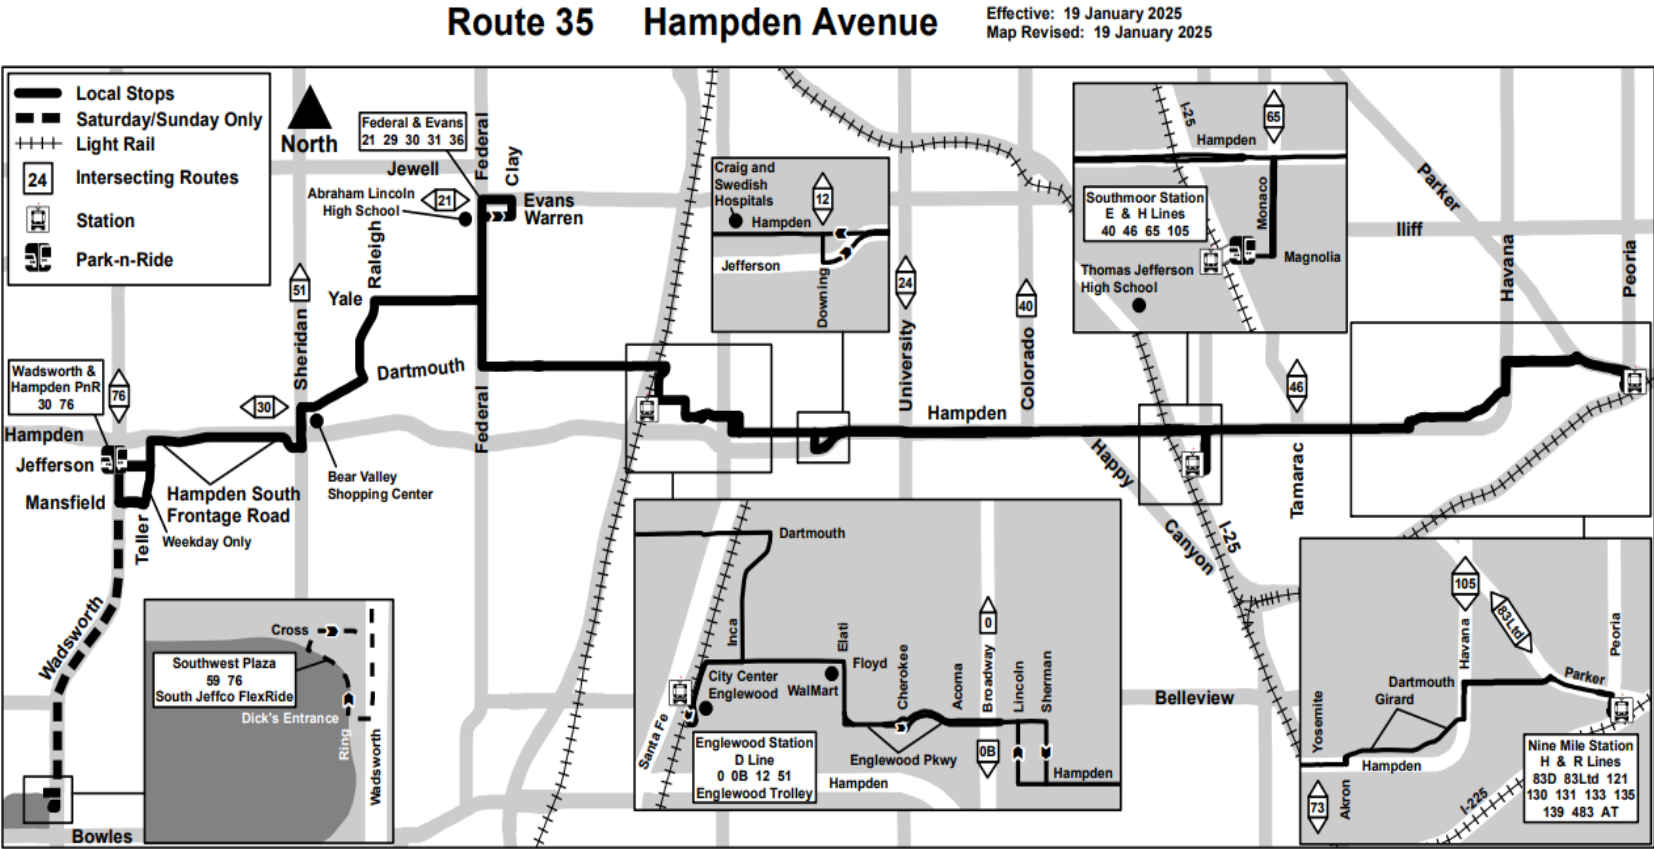 Route 35 Hampden Avenue
Effective: 19 January 2025
Map Revised: 19 January 2025
Local Stops
Saturday/Sunday Only
Light Rail
24 Intersecting Routes
Station
Park-n-Ride
North
Federal & Evans
21 29 30 31 36
Jewell
Federal
Clay
Abraham Lincoln
High School
21
Evans
Warren
Raleigh
51
Sheridan
Yale
Dartmouth
Federal
Wadsworth &
Hampden PnR
30 76
76
30
Hampden
Jefferson
Mansfield
Teller
Weekday Only
Hampden South
Frontage Road
Bear Valley
Shopping Center
Wadsworth
Bowles
Cross
Southwest Plaza
59 76
South Jeffco FlexRide
Dick's Entrance
Ring
Wadsworth
Craig and
Swedish
Hospitals
12
Hampden
Jefferson
Downing
24
University
40
Colorado
Hampden
Happy
Canyon
I-25
46
Tamarac
Belleview
I-25
65
Hampden
Southmoor Station
E & H Lines
40 46 65 105
Monaco
Magnolia
Thomas Jefferson
High School
Parker
Iliff
Havana
Peoria
Dartmouth
Inca
Elati
Floyd
City Center
Englewood
WalMart
Cherokee
Acoma
0
Broadway
Lincoln
Sherman
Santa Fe
Englewood Station
D Line
0 0B 12 51
Englewood Trolley
Englewood Pkwy
0B
Hampden
Hampden
105
83Ltd
Havana
Peoria
Dartmouth
Girard
Parker
Yosemite
Hampden
73
Akron
I-225
Nine Mile Station
H & R Lines
83D 83Ltd 121
130 131 133 135
139 483 AT